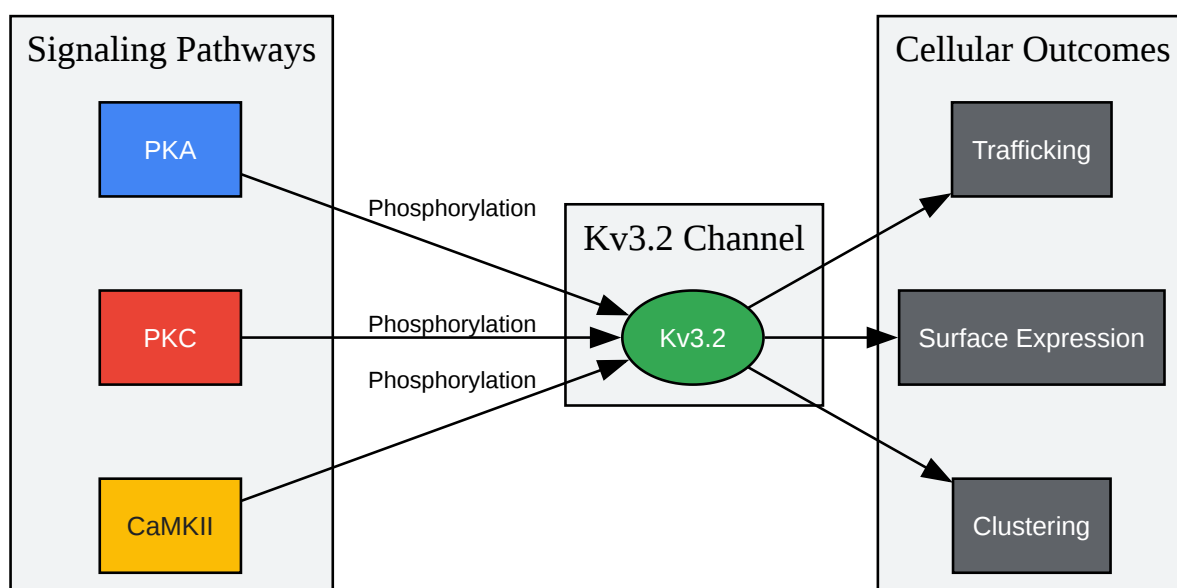 Signaling Pathways
Cellular Outcomes
PKA
Trafficking
Phosphorylation
Kv3.2 Channel
PKC
Phosphorylation
Kv3.2
Surface Expression
Phosphorylation
CaMKII
Clustering